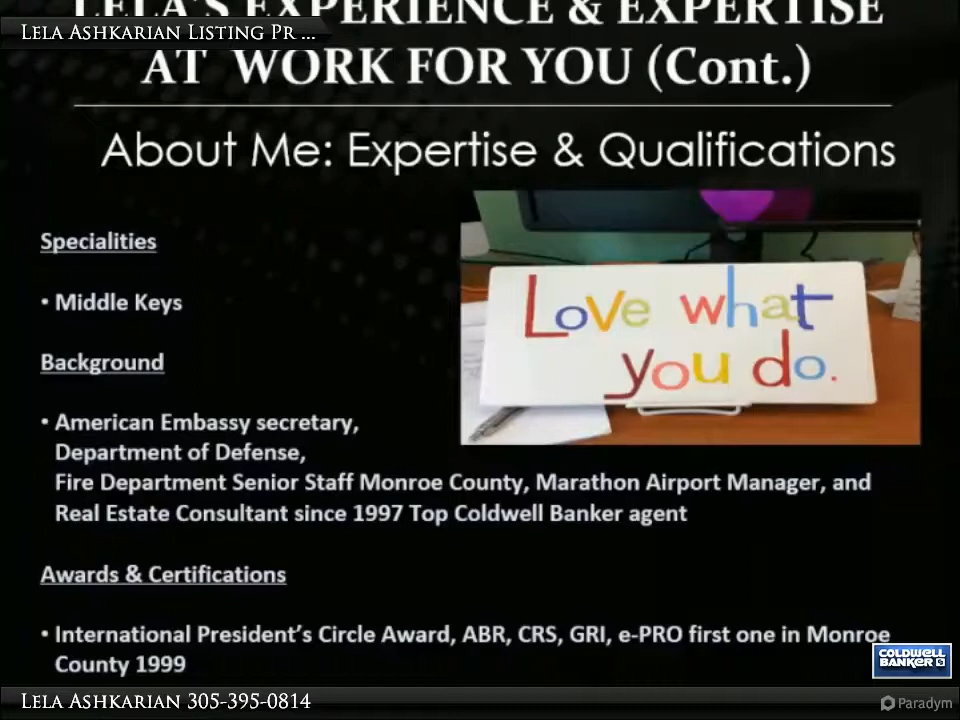 LELA'S EXPERIENCE & EXPERTISE
LELA ASHKARIAN LISTING PR ...
AT WORK FOR YOU (Cont.)
About Me: Expertise & Qualifications
Specialities
• Middle Keys
Love what
you do.
Background
• American Embassy secretary,
Department of Defense,
Fire Department Senior Staff Monroe County, Marathon Airport Manager, and
Real Estate Consultant since 1997 Top Coldwell Banker agent
Awards & Certifications
• International President's Circle Award, ABR, CRS, GRI, e-PRO first one in Monroe
County 1999
COLDWELL
BANKER
LELA ASHKARIAN 305-395-0814
Paradym